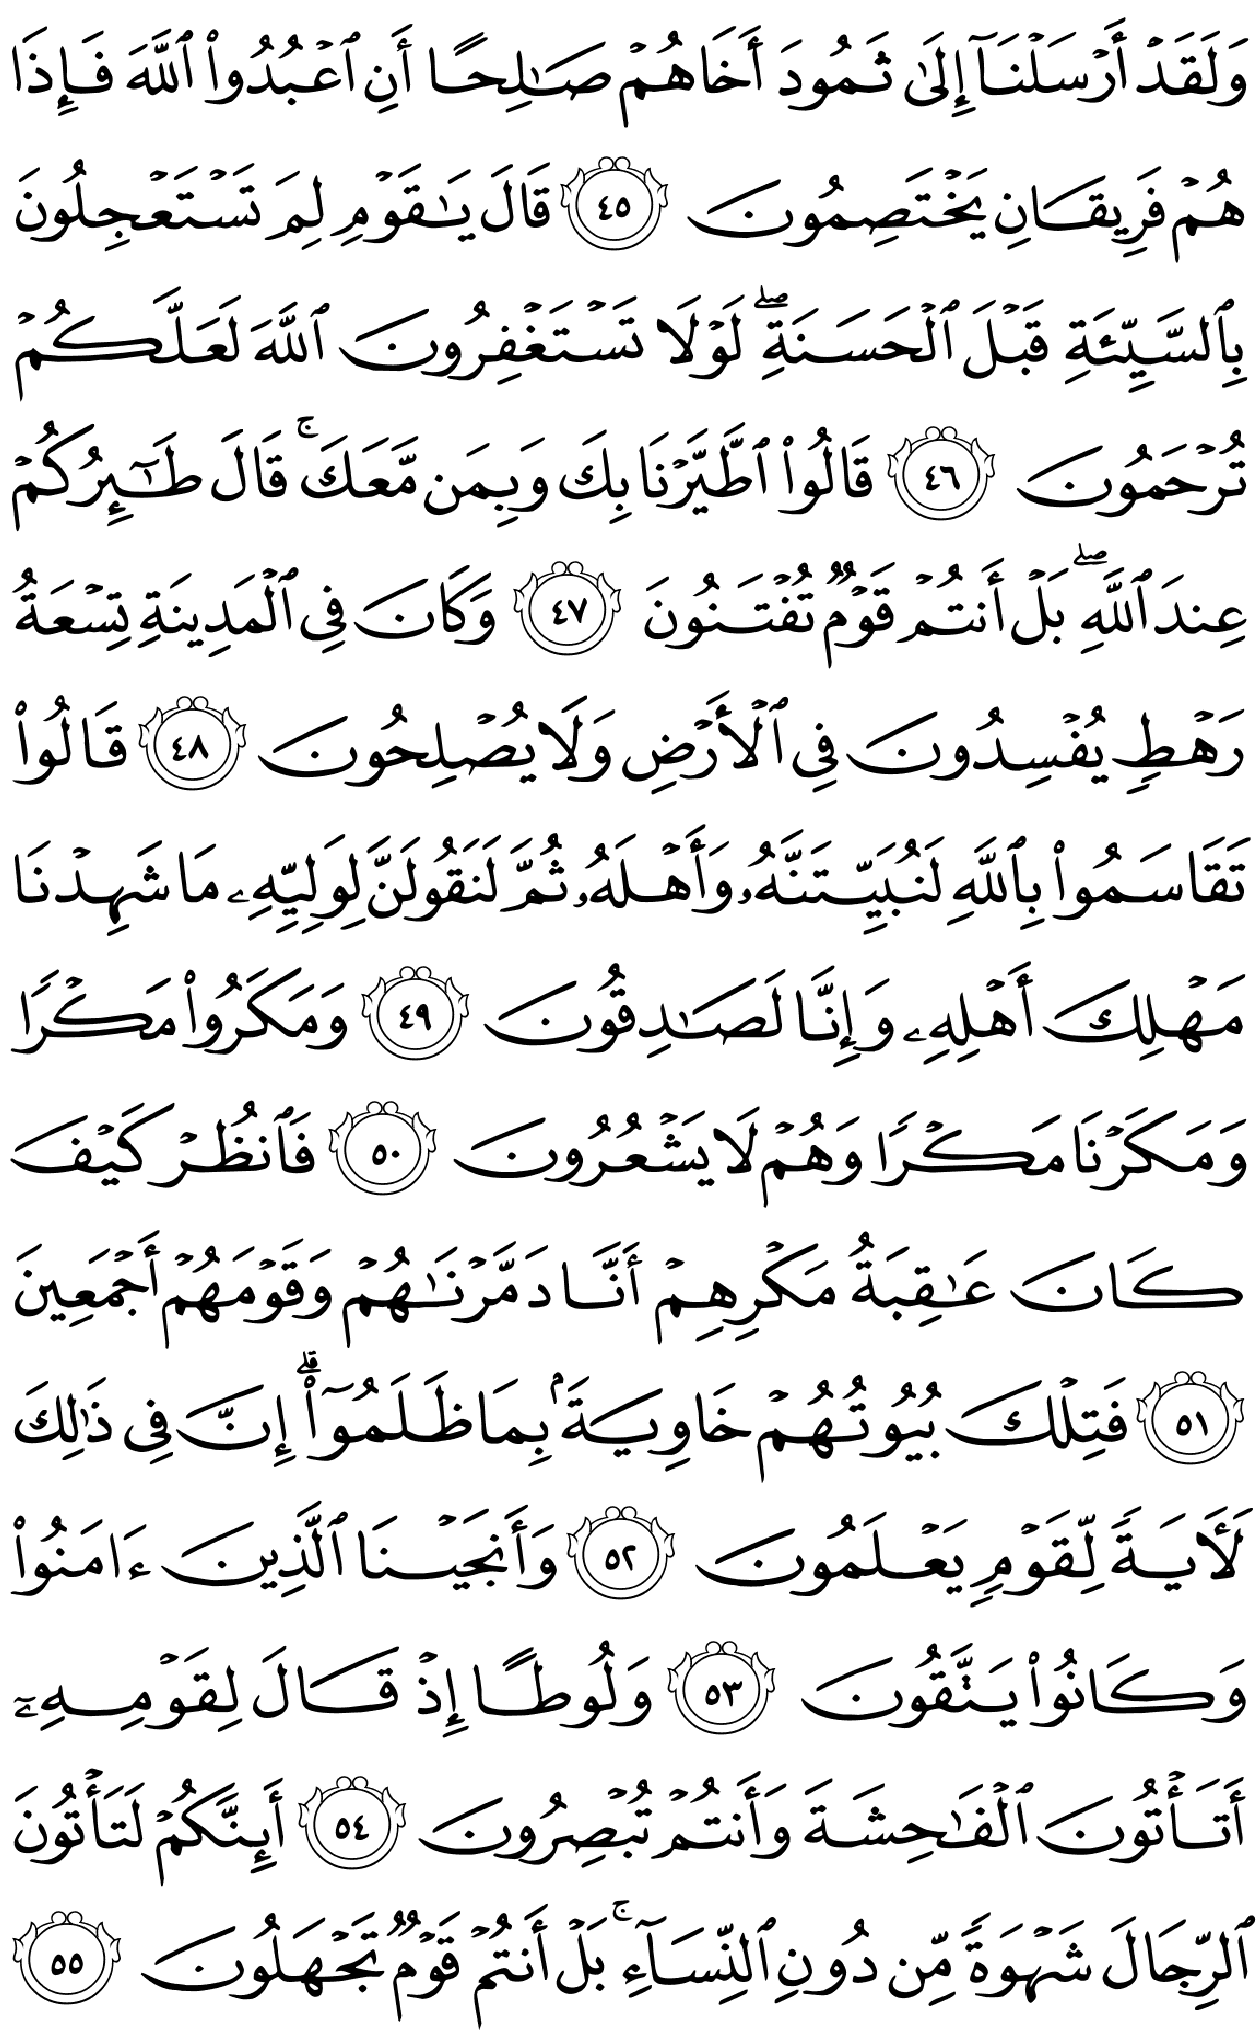 وَلَقَدۡ أَرۡسَلۡنَآ إِلَىٰ ثَمُودَ أَخَاهُمۡ صَٰلِحًا أَنِ ٱعۡبُدُواْ ٱللَّهَ فَإِذَا
هُمۡ فَرِيقَانِ يَخۡتَصِمُونَ ٤٥ قَالَ يَٰقَوۡمِ لِمَ تَسۡتَعۡجِلُونَ
بِٱلسَّيِّئَةِ قَبۡلَ ٱلۡحَسَنَةِۖ لَوۡلَا تَسۡتَغۡفِرُونَ ٱللَّهَ لَعَلَّكُمۡ
تُرۡحَمُونَ ٤٦ قَالُواْ ٱطَّيَّرۡنَا بِكَ وَبِمَن مَّعَكَۚ قَالَ طَٰٓئِرُكُمۡ
عِندَ ٱللَّهِۖ بَلۡ أَنتُمۡ قَوۡمٞ تُفۡتَنُونَ ٤٧ وَكَانَ فِي ٱلۡمَدِينَةِ تِسۡعَةُ
رَهۡطٖ يُفۡسِدُونَ فِي ٱلۡأَرۡضِ وَلَا يُصۡلِحُونَ ٤٨ قَالُواْ
تَقَاسَمُواْ بِٱللَّهِ لَنُبَيِّتَنَّهُۥ وَأَهۡلَهُۥ ثُمَّ لَنَقُولَنَّ لِوَلِيِّهِۦ مَا شَهِدۡنَا
مَهۡلِكَ أَهۡلِهِۦ وَإِنَّا لَصَٰدِقُونَ ٤٩ وَمَكَرُواْ مَكۡرٗا
وَمَكَرۡنَا مَكۡرٗا وَهُمۡ لَا يَشۡعُرُونَ ٥٠ فَٱنظُرۡ كَيۡفَ
كَانَ عَٰقِبَةُ مَكۡرِهِمۡ أَنَّا دَمَّرۡنَٰهُمۡ وَقَوۡمَهُمۡ أَجۡمَعِينَ
٥١ فَتِلۡكَ بُيُوتُهُمۡ خَاوِيَةَۢ بِمَا ظَلَمُوٓاْۗ إِنَّ فِي ذَٰلِكَ
لَأٓيَةٗ لِّقَوۡمٖ يَعۡلَمُونَ ٥٢ وَأَنجَيۡنَا ٱلَّذِينَ ءَامَنُواْ
وَكَانُواْ يَتَّقُونَ ٥٣ وَلُوطًا إِذۡ قَالَ لِقَوۡمِهِۦٓ
أَتَأۡتُونَ ٱلۡفَٰحِشَةَ وَأَنتُمۡ تُبۡصِرُونَ ٥٤ أَئِنَّكُمۡ لَتَأۡتُونَ
ٱلرِّجَالَ شَهۡوَةٗ مِّن دُونِ ٱلنِّسَآءِۚ بَلۡ أَنتُمۡ قَوۡمٞ تَجۡهَلُونَ ٥٥